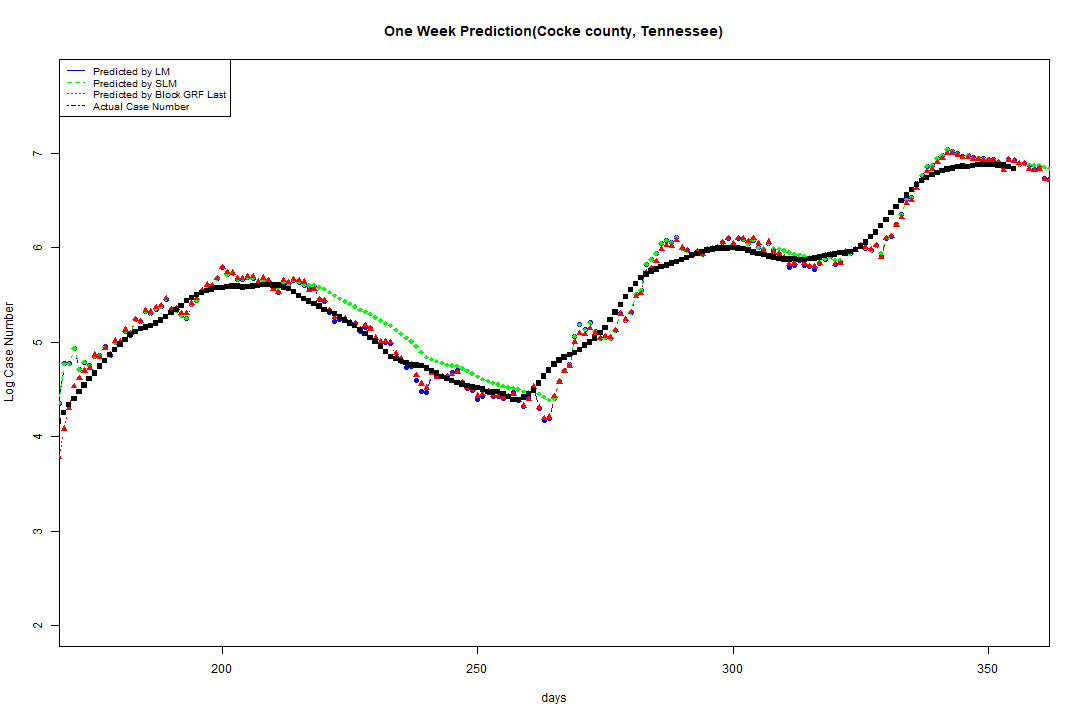 One Week Prediction(Cocke county, Tennessee)
Predicted by LM
Predicted by SLM
Predicted by Block GRF Last
Actual Case Number
7
6
5
4
3
2
Log Case Number
200 250 300 350
days